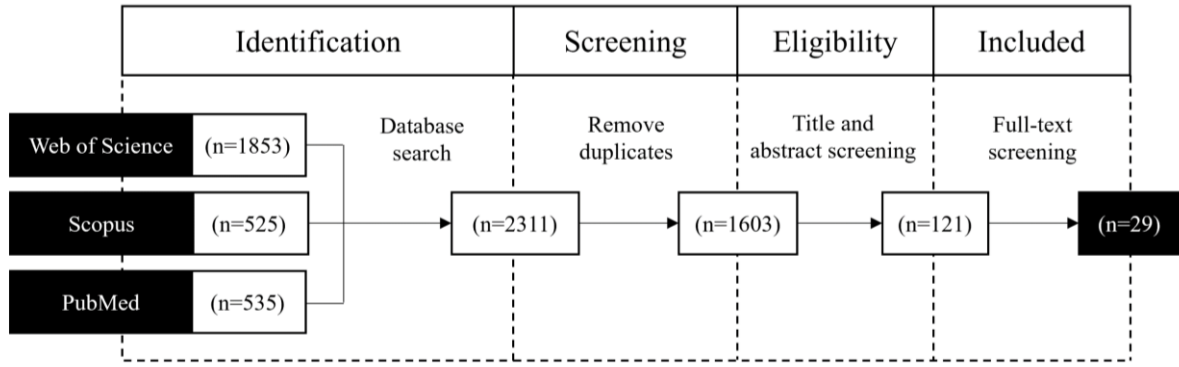 Identification
Screening
Eligibility
Included
Web of Science
(n=1853)
Scopus
(n=525)
PubMed
(n=535)
Database
search
(n=2311)
Remove
duplicates
(n=1603)
Title and
abstract screening
(n=121)
Full-text
screening
(n=29)